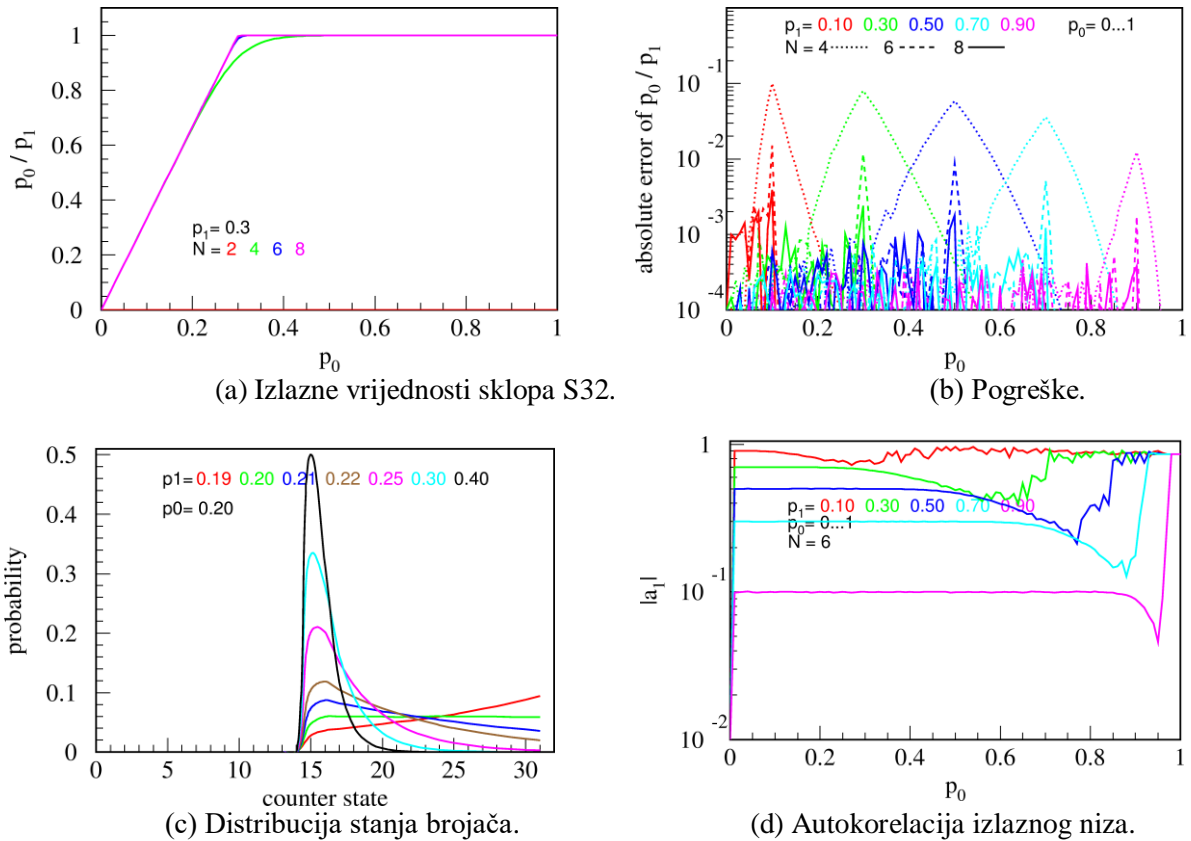 1
0.8
0.6
0.4
0.2
0
p0 / p1
p1= 0.3
N = 2 4 6 8
0 0.2 0.4 0.6 0.8 1
p0
(a) Izlazne vrijednosti sklopa S32.
p1= 0.10 0.30 0.50 0.70 0.90 p0= 0...1
N = 4 6 8
10-1
10-2
10-3
10-4
absolute error of p0 / p1
0 0.2 0.4 0.6 0.8 1
p0
(b) Pogreške.
0.5
0.4
0.3
0.2
0.1
0
probability
p1= 0.19 0.20 0.21 0.22 0.25 0.30 0.40
p0= 0.20
0 5 10 15 20 25 30
counter state
(c) Distribucija stanja brojača.
1
10-1
10-2
|a1|
p1= 0.10 0.30 0.50 0.70 0.90
p0= 0...1
N = 6
0 0.2 0.4 0.6 0.8 1
p0
(d) Autokorelacija izlaznog niza.